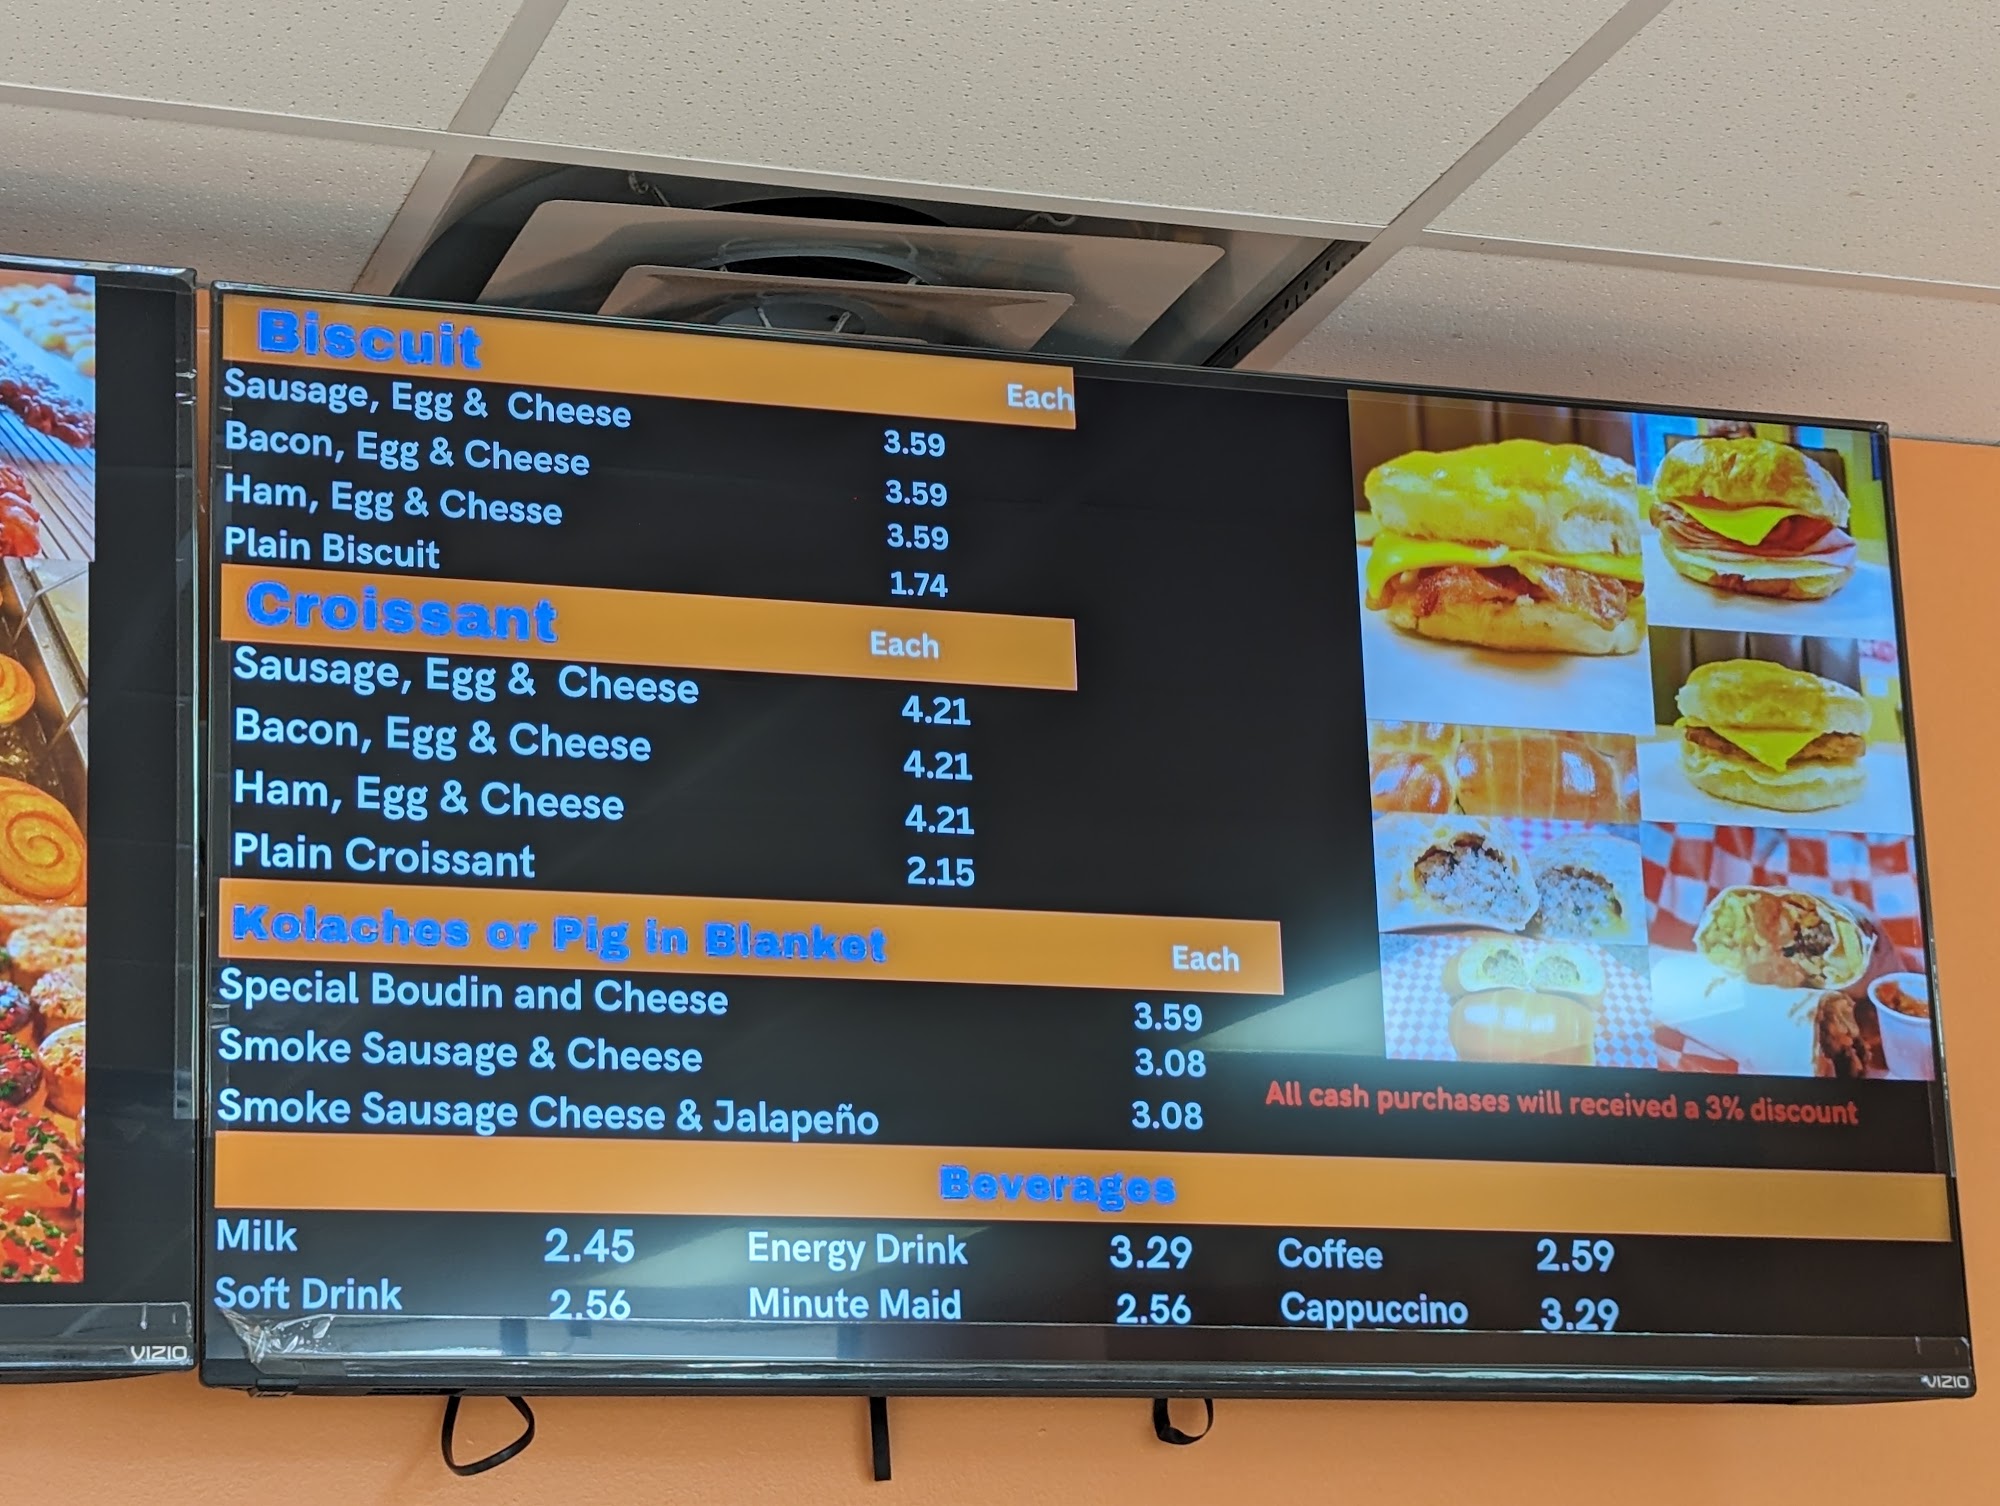 Biscuit
Each
Sausage, Egg & Cheese 3.59
Bacon, Egg & Cheese 3.59
Ham, Egg & Chesse 3.59
Plain Biscuit 1.74
Croissant Each
Sausage, Egg & Cheese 4.21
Bacon, Egg & Cheese 4.21
Ham, Egg & Cheese 4.21
Plain Croissant 2.15
Kolaches or Pig in Blanket Each
Special Boudin and Cheese 3.59
Smoke Sausage & Cheese 3.08
Smoke Sausage Cheese & Jalapeño 3.08
All cash purchases will received a 3% discount
Beverages
Milk 2.45 Energy Drink 3.29 Coffee 2.59
Soft Drink 2.56 Minute Maid 2.56 Cappuccino 3.29
VIZIO
VIZIO